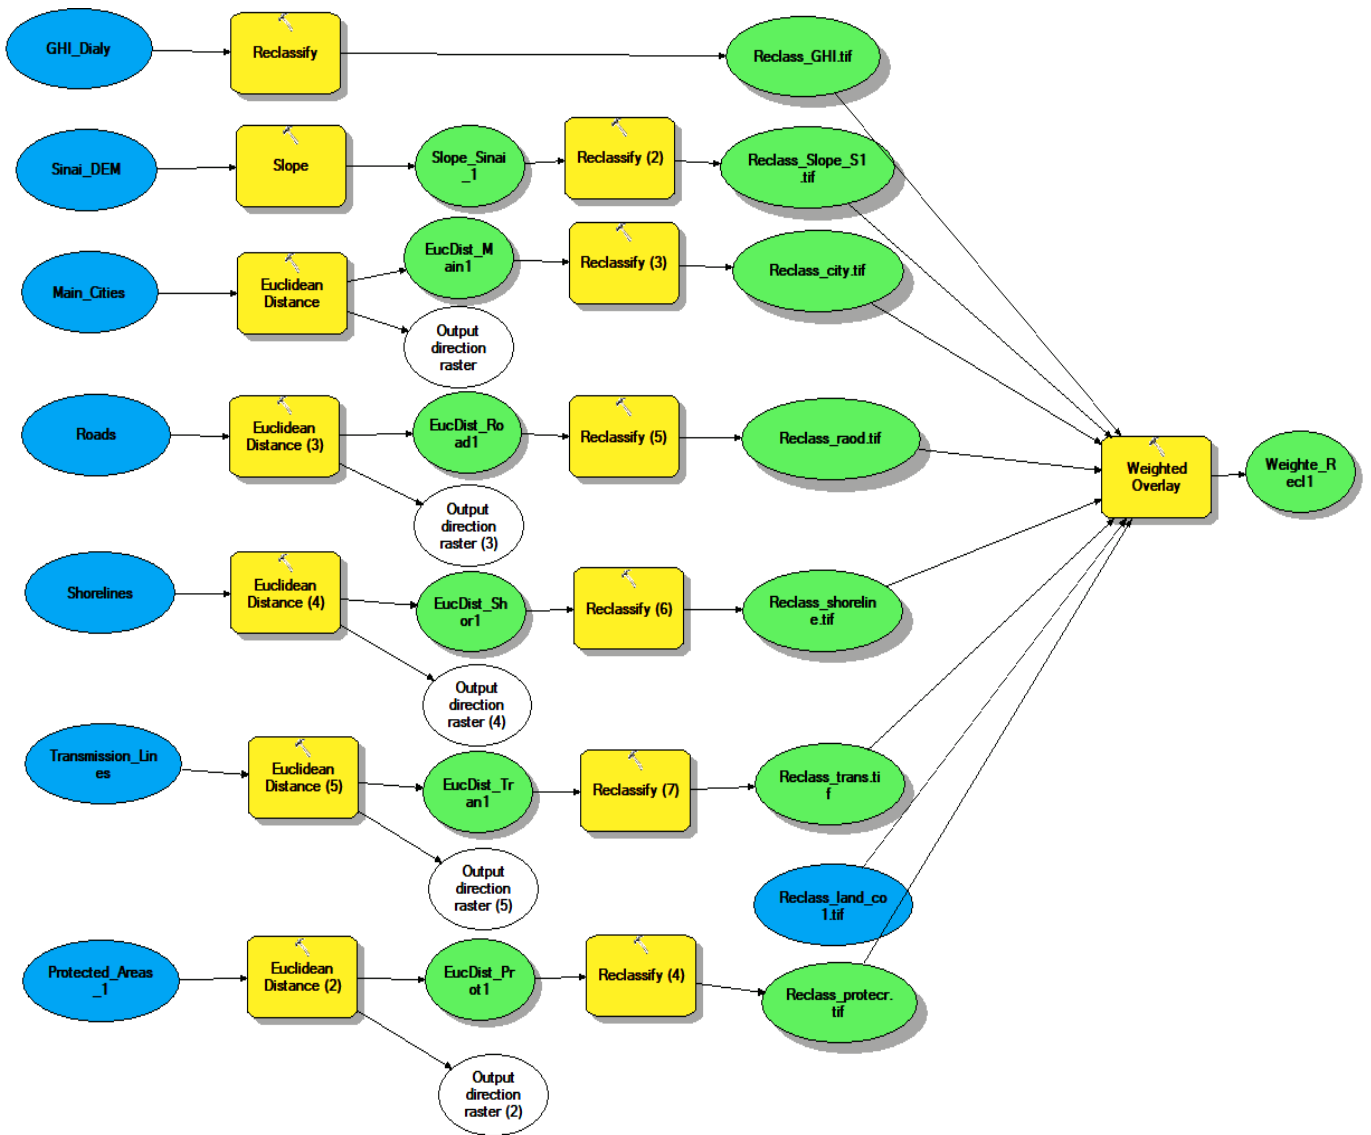 GHI_Dialy
Reclassify
Reclass_GHI.tif
Sinai_DEM
Slope
Slope_Sinai
_1
Reclassify (2)
Reclass_Slope_S1
.tif
Main_Cities
Euclidean
Distance
EucDist_M
ain1
Reclassify (3)
Reclass_city.tif
Output
direction
raster
Roads
Euclidean
Distance (3)
EucDist_Ro
ad1
Reclassify (5)
Reclass_raod.tif
Output
direction
raster (3)
Weighted
Overlay
Weighte_R
ecl1
Shorelines
Euclidean
Distance (4)
EucDist_Sh
or1
Reclassify (6)
Reclass_shorelin
e.tif
Output
direction
raster (4)
Transmission_Lin
es
Euclidean
Distance (5)
EucDist_Tr
an1
Reclassify (7)
Reclass_trans.ti
f
Output
direction
raster (5)
Reclass_land_co
1.tif
Protected_Areas
_1
Euclidean
Distance (2)
EucDist_Pr
ot1
Reclassify (4)
Reclass_protecr.
tif
Output
direction
raster (2)